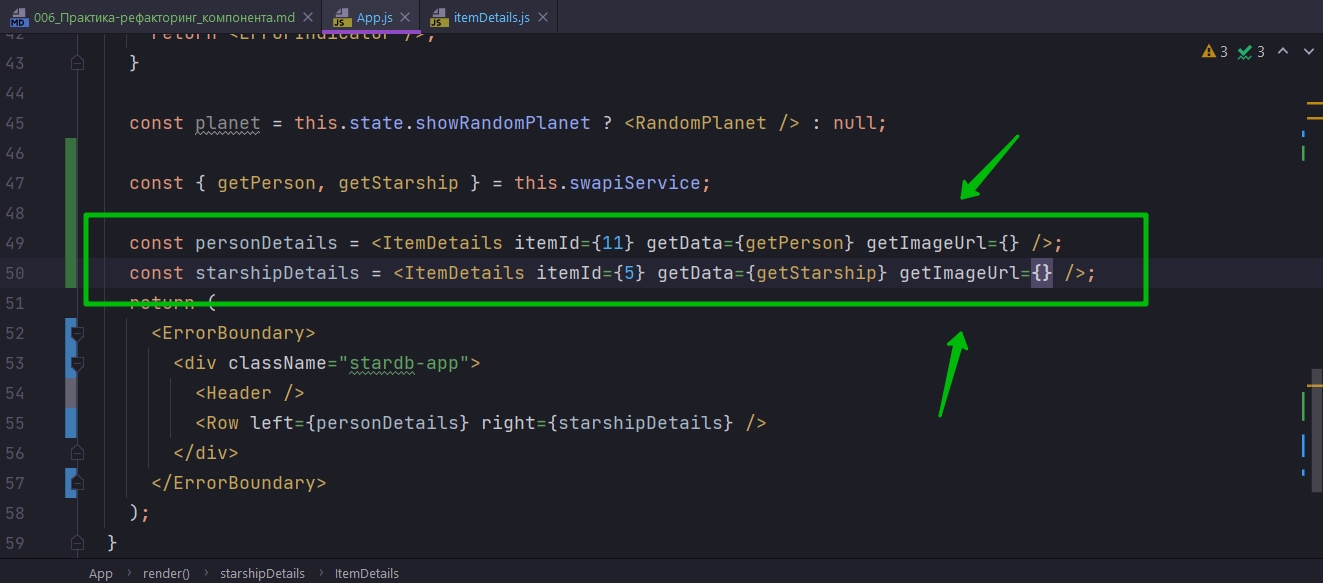 006_Практика-рефакторинг_компонента.md App.js itemDetails.js
42 return <ErrorIndicator />;
43 }
44
45 const planet = this.state.showRandomPlanet ? <RandomPlanet /> : null;
46
47 const { getPerson, getStarship } = this.swapiService;
48
49 const personDetails = <ItemDetails itemId={11} getData={getPerson} getImageUrl={} />;
50 const starshipDetails = <ItemDetails itemId={5} getData={getStarship} getImageUrl={} />;
51 return (
52 <ErrorBoundary>
53 <div className="stardb-app">
54 <Header />
55 <Row left={personDetails} right={starshipDetails} />
56 </div>
57 </ErrorBoundary>
58 );
59 }
3 3
App render() starshipDetails ItemDetails